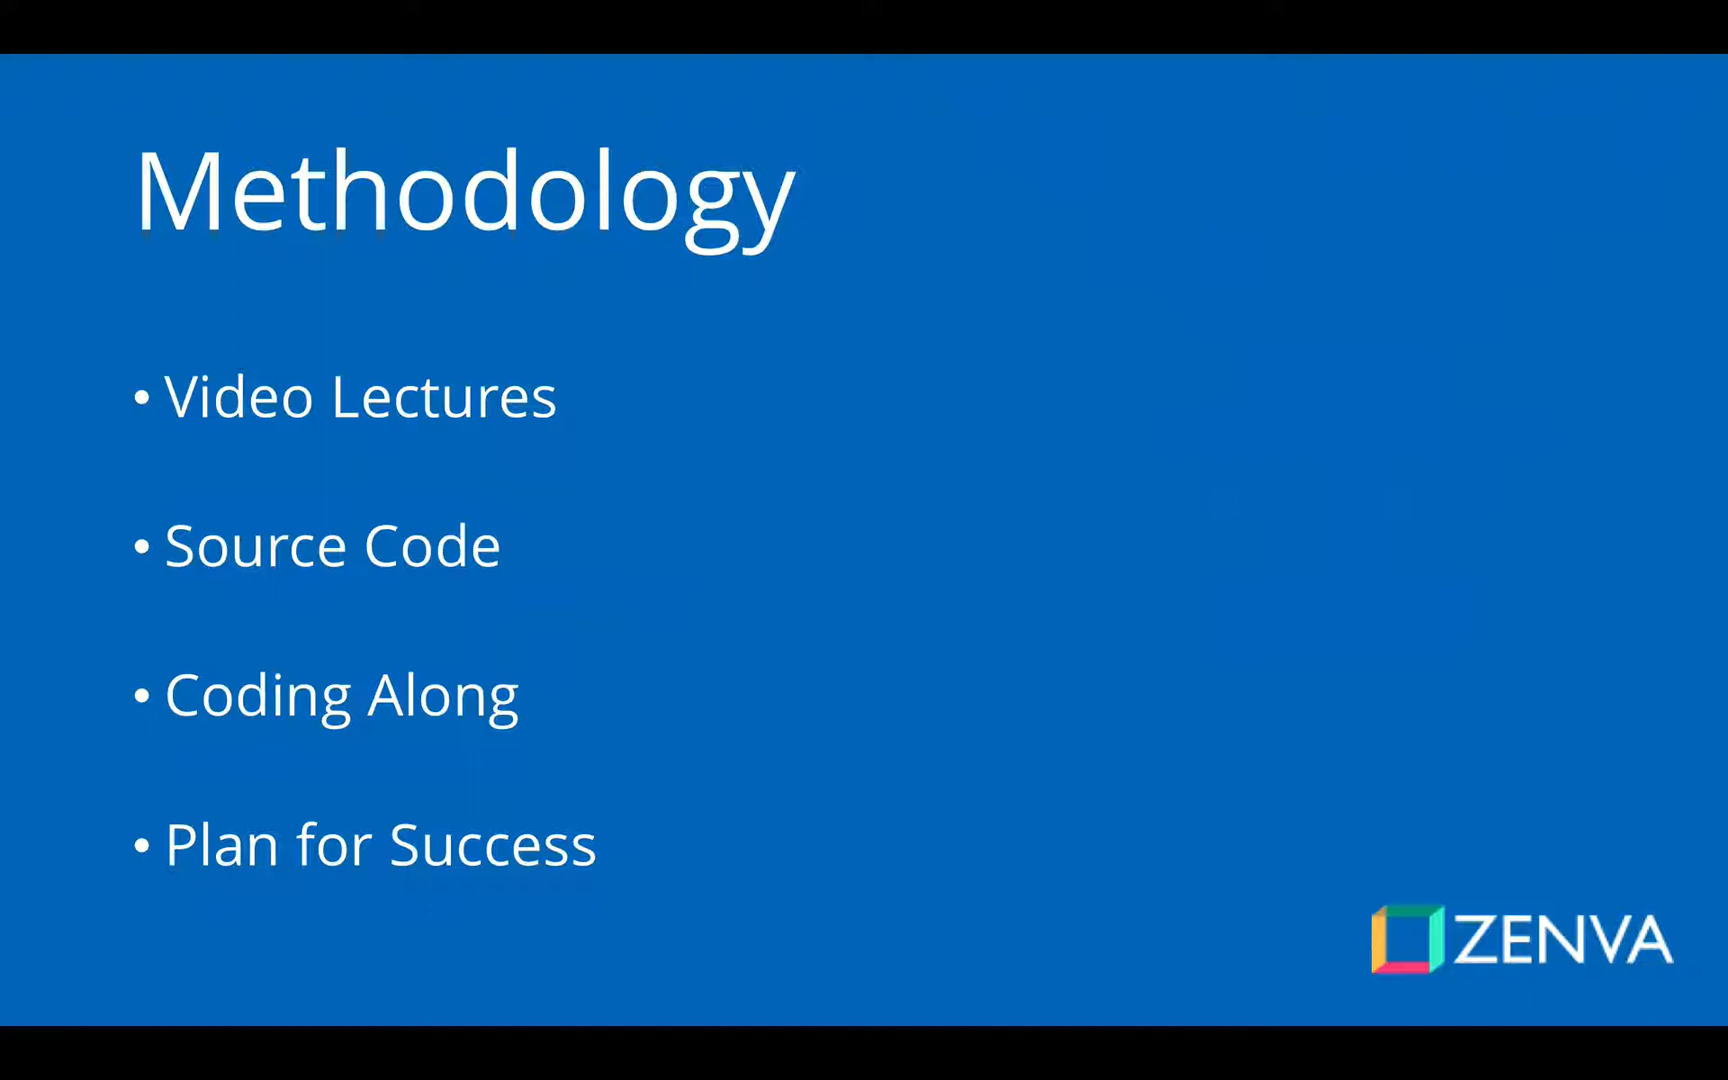 Methodology
• Video Lectures
• Source Code
• Coding Along
• Plan for Success
ZENVA